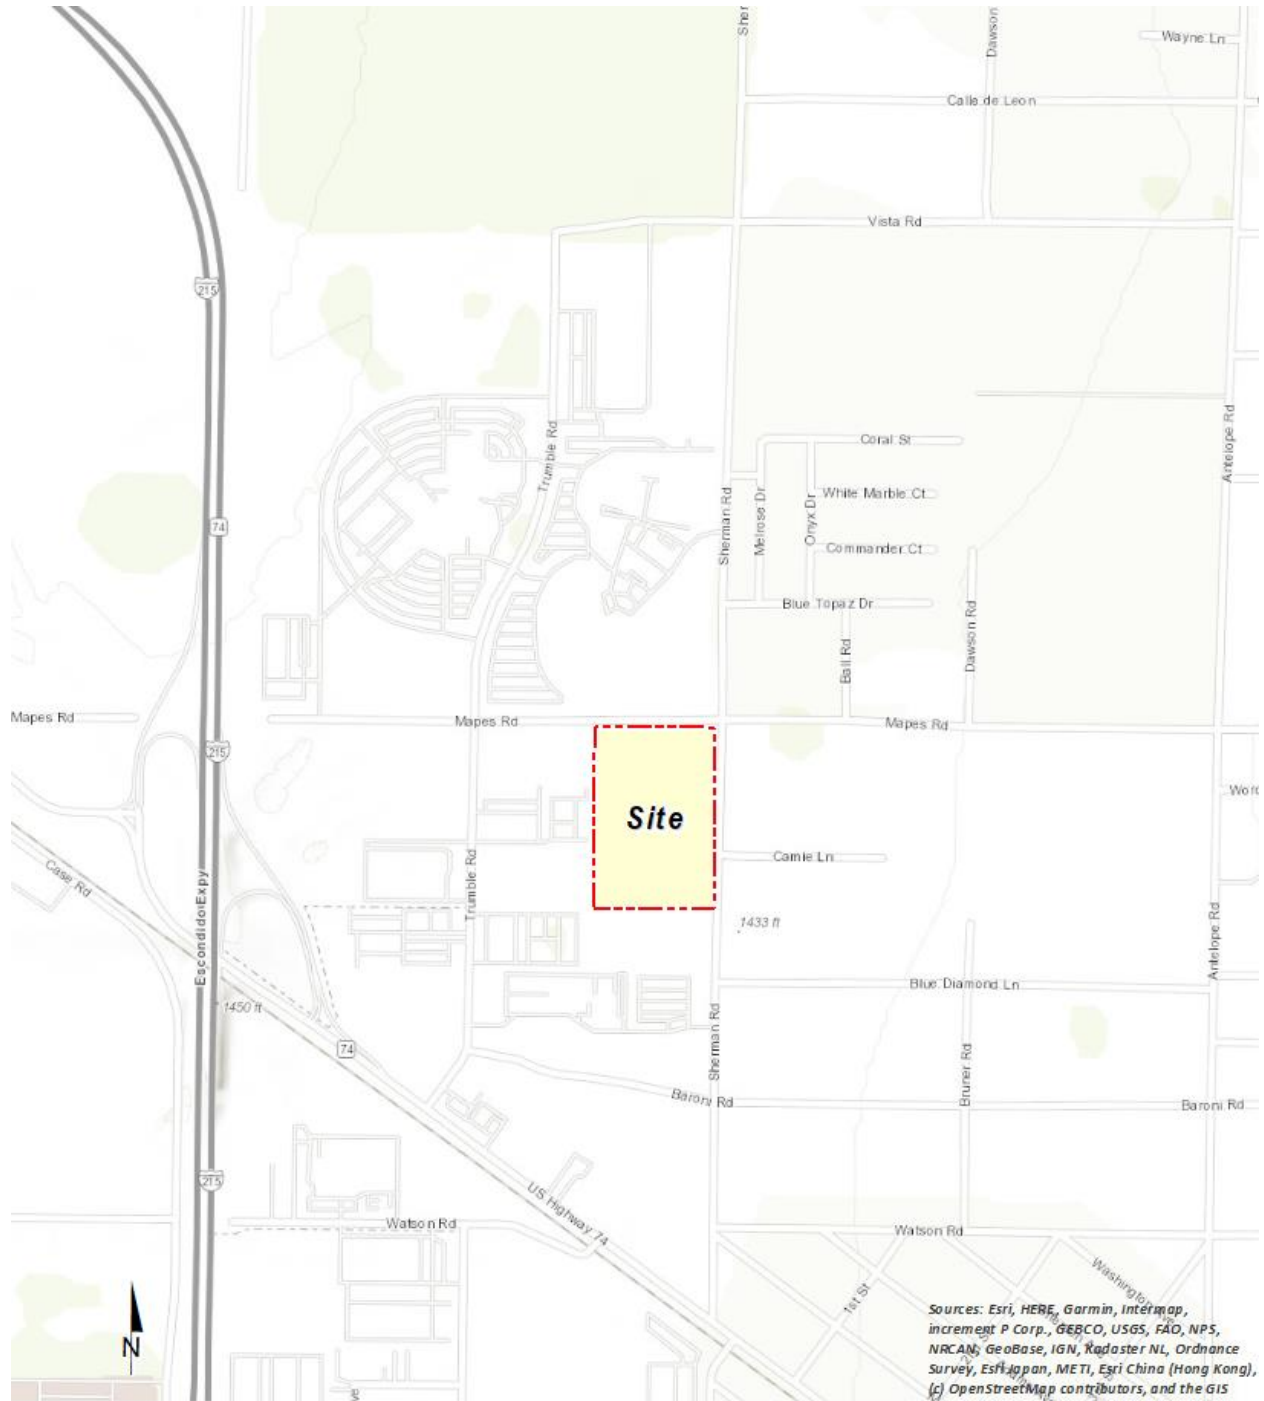 Sher
Dawson
Wayne Ln
Calle de Leon
Vista Rd
215
Trumble Rd
Antelope Rd
Coral St
White Marble Ct
Sherman Rd
Melrose Dr
Onyx Dr
74
Commander Ct
Blue Topaz Dr
Dawson Rd
Ball Rd
Mapes Rd
Mapes Rd
Mapes Rd
215
Site
Camie Ln
Case Rd
Trumble Rd
Escondido Expy
1433 ft
Antelope Rd
Blue Diamond Ln
1450 ft
74
Sherman Rd
Bruner Rd
Baroni Rd
Baroni Rd
215
US Highway 74
Watson Rd
Watson Rd
1st St
N
Sources: Esri, HERE, Garmin, Intermap,
increment P Corp., GEBCO, USGS, FAO, NPS,
NRCAN, GeoBase, IGN, Kadaster NL, Ordnance
Survey, Esri Japan, METI, Esri China (Hong Kong),
(c) OpenStreetMap contributors, and the GIS